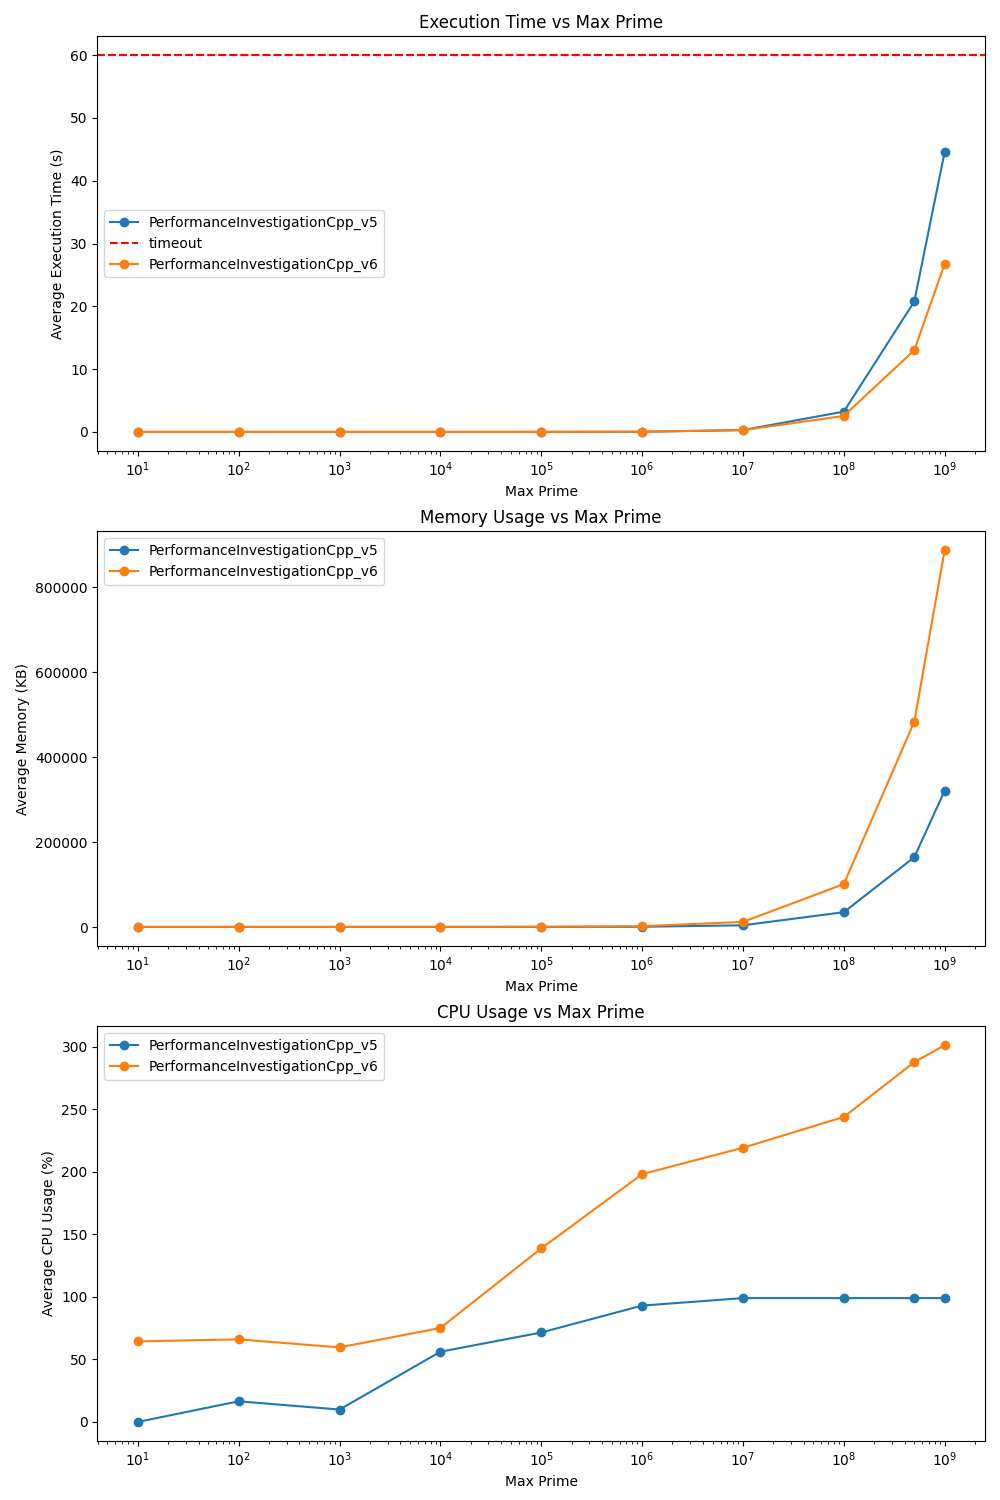 Execution Time vs Max Prime
60
50
40
30
20
10
0
Average Execution Time (s)
PerformanceInvestigationCpp_v5
timeout
PerformanceInvestigationCpp_v6
10¹ 10² 10³ 10⁴ 10⁵ 10⁶ 10⁷ 10⁸ 10⁹
Max Prime
Memory Usage vs Max Prime
PerformanceInvestigationCpp_v5
PerformanceInvestigationCpp_v6
800000
600000
400000
200000
0
Average Memory (KB)
10¹ 10² 10³ 10⁴ 10⁵ 10⁶ 10⁷ 10⁸ 10⁹
Max Prime
CPU Usage vs Max Prime
PerformanceInvestigationCpp_v5
PerformanceInvestigationCpp_v6
300
250
200
150
100
50
0
Average CPU Usage (%)
10¹ 10² 10³ 10⁴ 10⁵ 10⁶ 10⁷ 10⁸ 10⁹
Max Prime